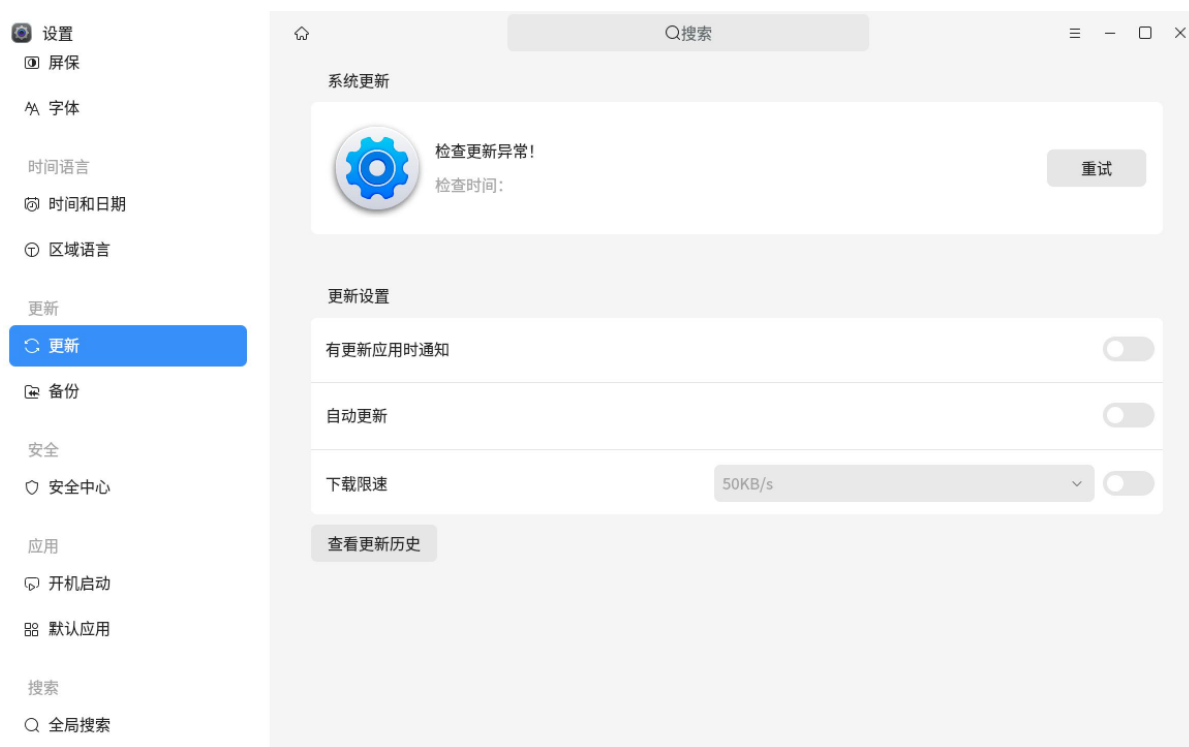 设置
屏保
字体
时间语言
时间和日期
区域语言
更新
更新
备份
安全
安全中心
应用
开机启动
默认应用
搜索
全局搜索
搜索
系统更新
检查更新异常!
检查时间:
重试
更新设置
有更新应用时通知
自动更新
下载限速
50KB/s
查看更新历史